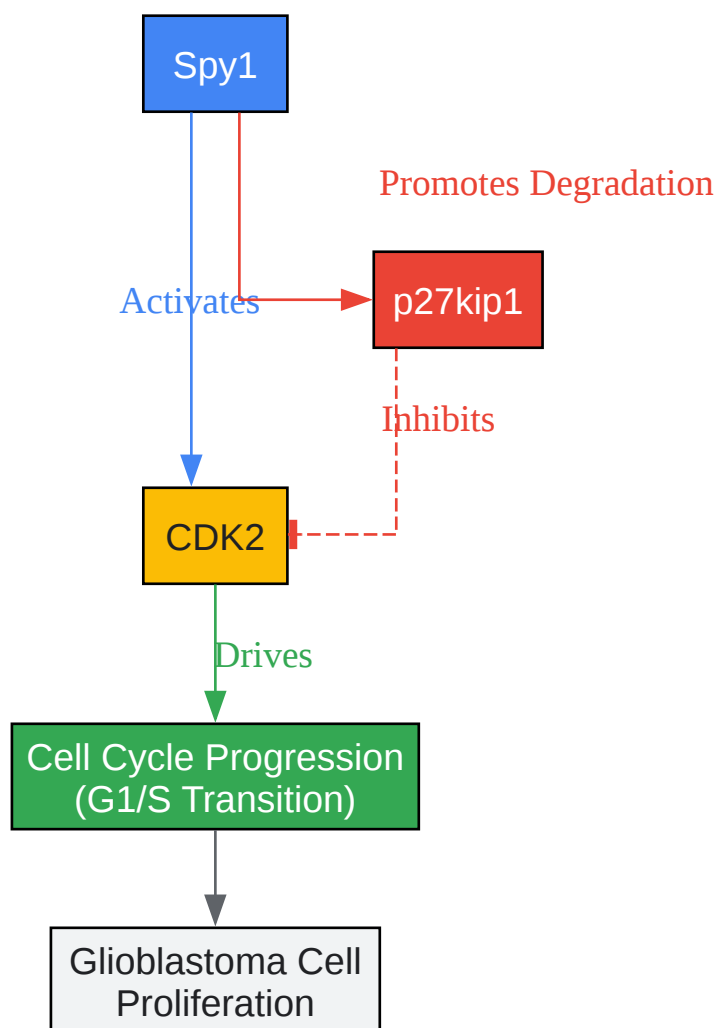 Spy1
Promotes Degradation
Activates
p27kip1
Inhibits
CDK2
Drives
Cell Cycle Progression
(G1/S Transition)
Glioblastoma Cell
Proliferation